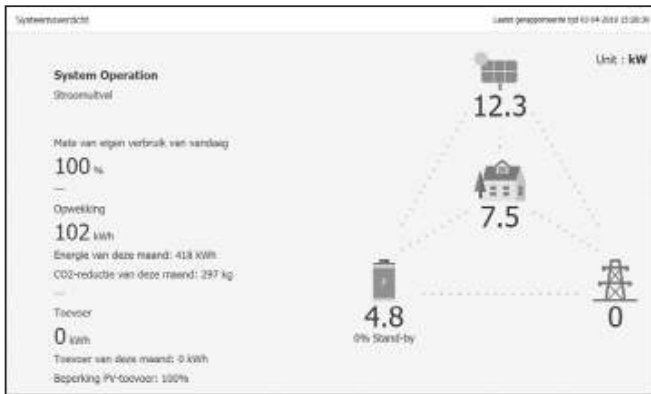 Systeemoverzicht
Laatst gerapporteerde tijd 03-04-2018 15:28:39
Unit : kW
System Operation
Stroomuitval
12.3
Mate van eigen verbruik van vandaag
100 %
Opwekking
7.5
102 kWh
Energie van deze maand: 418 kWh
CO2-reductie van deze maand: 297 kg
Toevoer
4.8
0
0 kWh
0% Stand-by
Toevoer van deze maand: 0 kWh
Beperking PV-toevoer: 100%